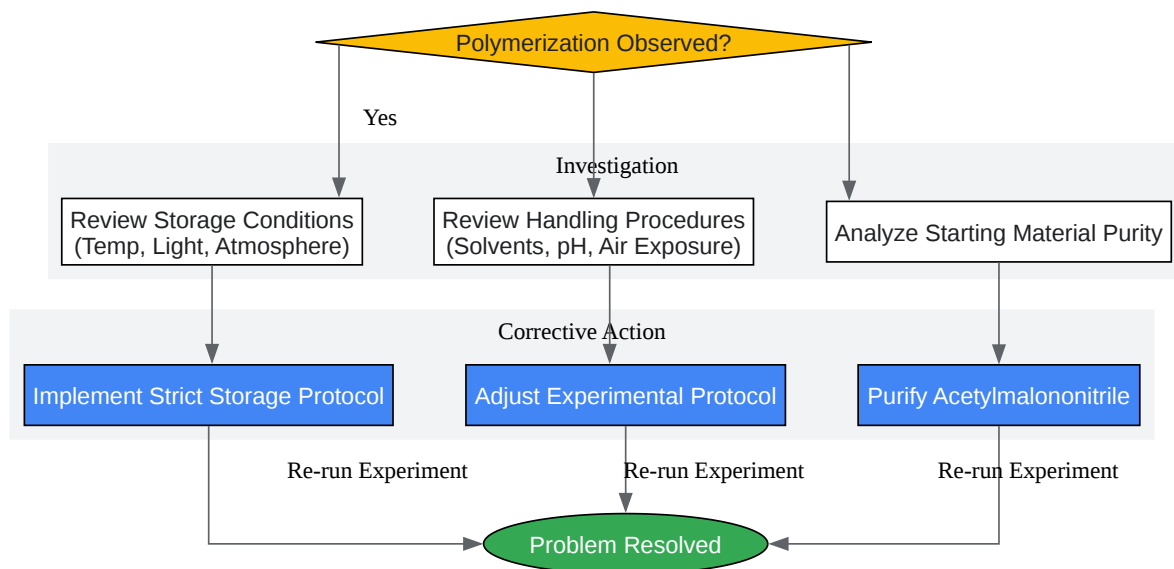 Polymerization Observed?
Yes
Investigation
Review Storage Conditions
(Temp, Light, Atmosphere)
Review Handling Procedures
(Solvents, pH, Air Exposure)
Analyze Starting Material Purity
Corrective Action
Implement Strict Storage Protocol
Adjust Experimental Protocol
Purify Acetylmalononitrile
Re-run Experiment
Re-run Experiment
Re-run Experiment
Problem Resolved